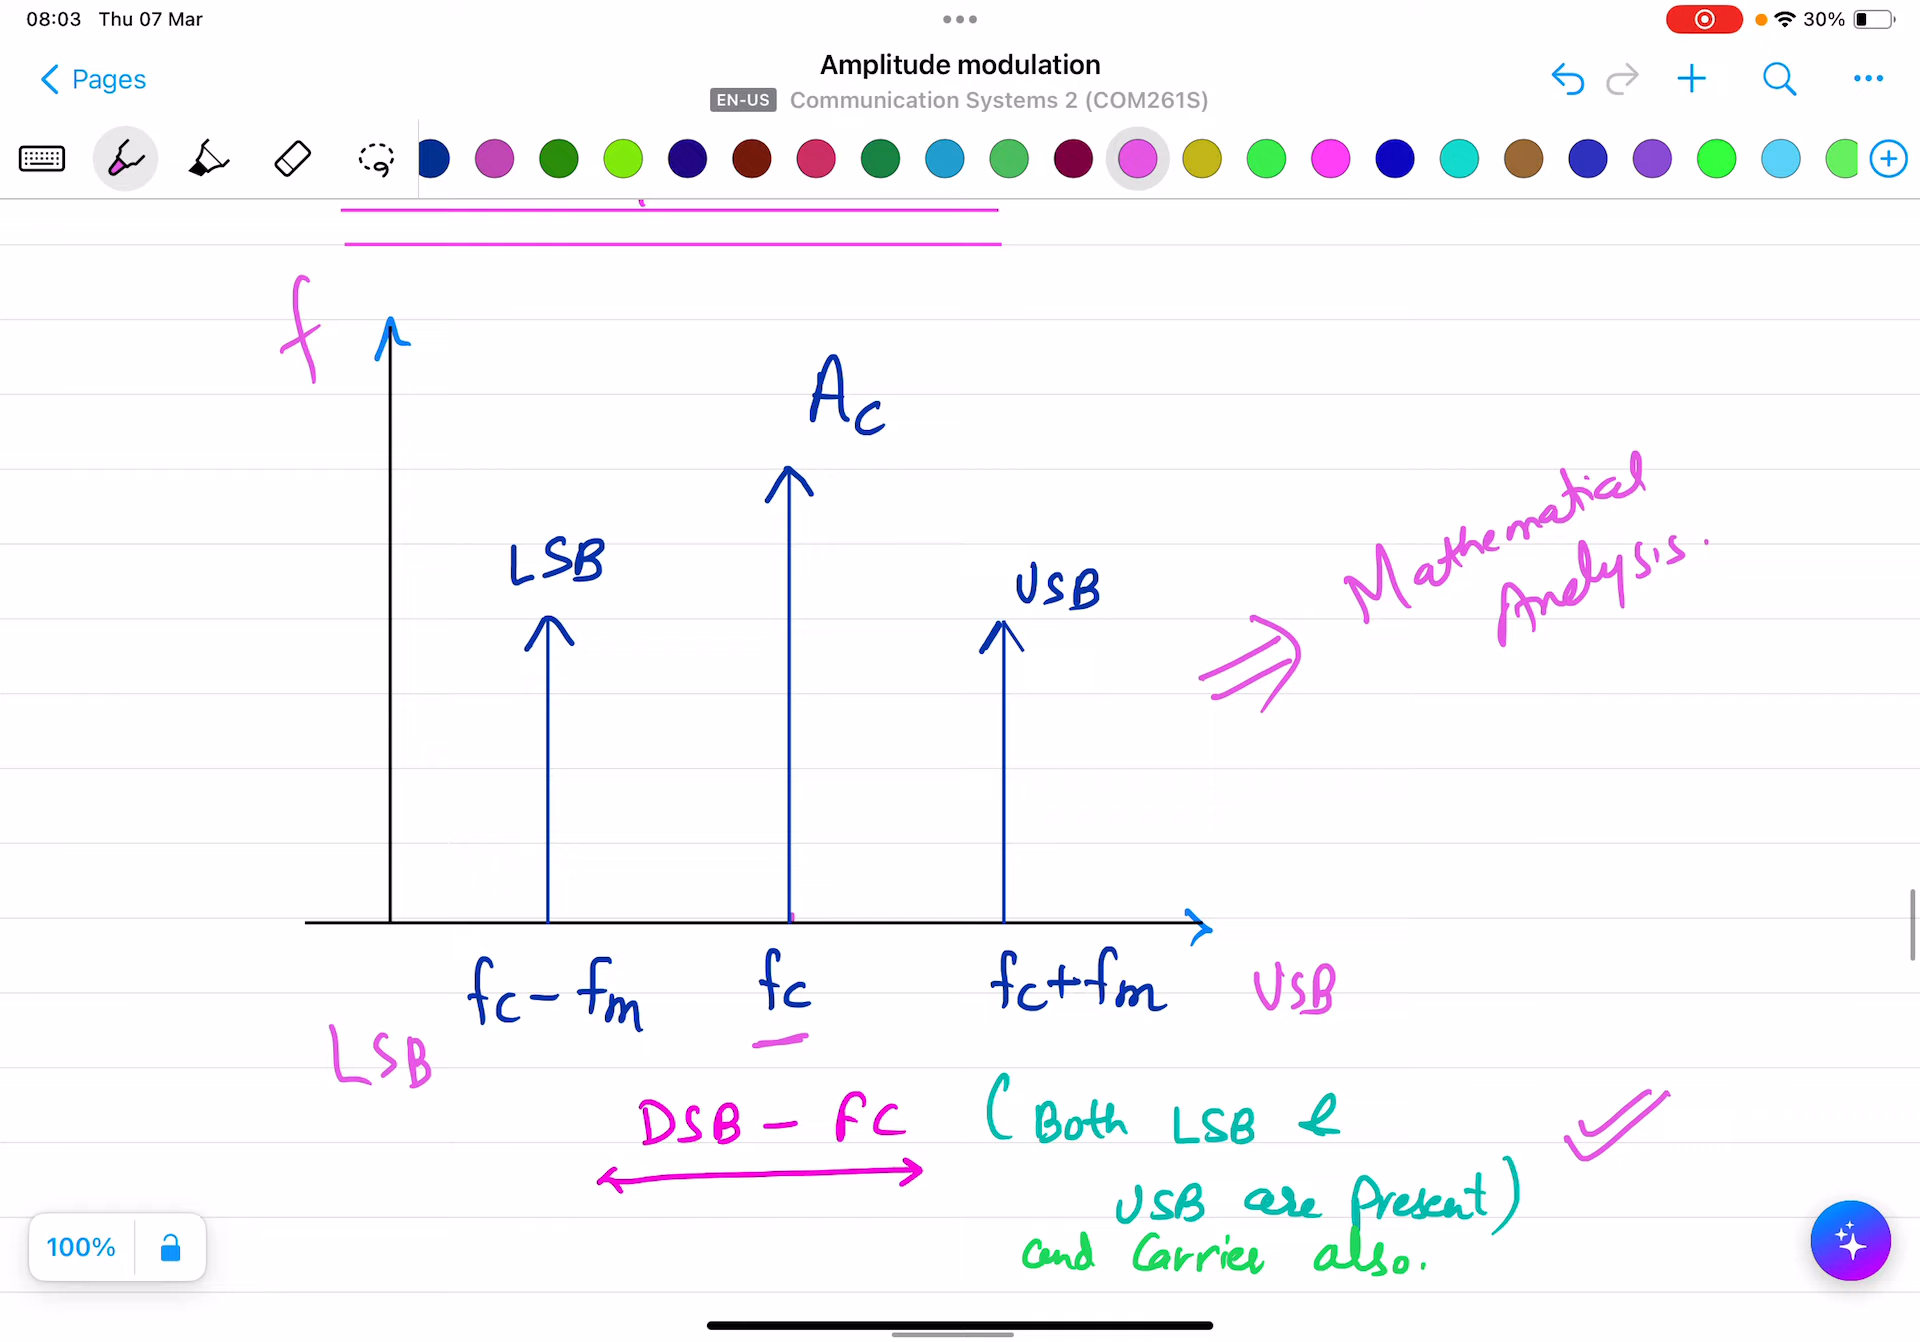 08:03 Thu 07 Mar
30%
Pages
Amplitude modulation
EN-US Communication Systems 2 (COM261S)
f
Ac
LSB
USB
Mathematical
Analysis.
fc - fm
fc
fc+fm
USB
LSB
DSB - FC
(Both LSB &
USB are Present)
and Carrier also.
100%